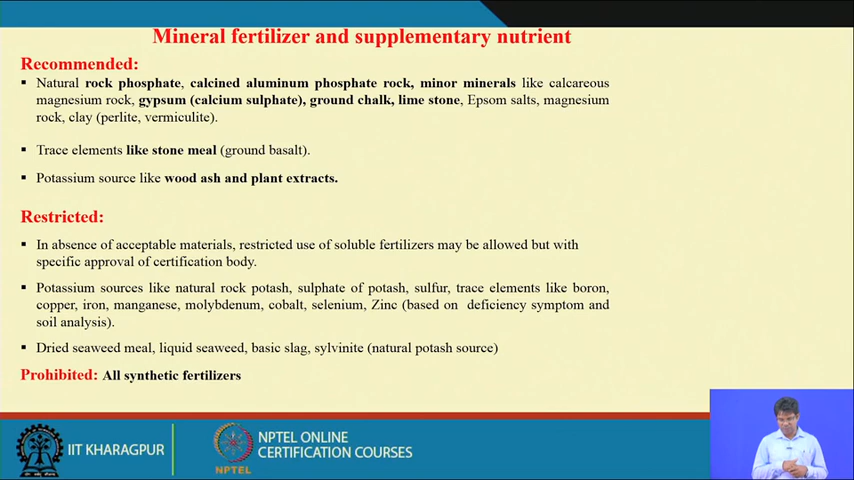 Mineral fertilizer and supplementary nutrient
Recommended:
▪ Natural rock phosphate, calcined aluminum phosphate rock, minor minerals like calcareous
magnesium rock, gypsum (calcium sulphate), ground chalk, lime stone, Epsom salts, magnesium
rock, clay (perlite, vermiculite).
▪ Trace elements like stone meal (ground basalt).
▪ Potassium source like wood ash and plant extracts.
Restricted:
▪ In absence of acceptable materials, restricted use of soluble fertilizers may be allowed but with
specific approval of certification body.
▪ Potassium sources like natural rock potash, sulphate of potash, sulfur, trace elements like boron,
copper, iron, manganese, molybdenum, cobalt, selenium, Zinc (based on deficiency symptom and
soil analysis).
▪ Dried seaweed meal, liquid seaweed, basic slag, sylvinite (natural potash source)
Prohibited: All synthetic fertilizers
IIT KHARAGPUR
NPTEL
NPTEL ONLINE
CERTIFICATION COURSES